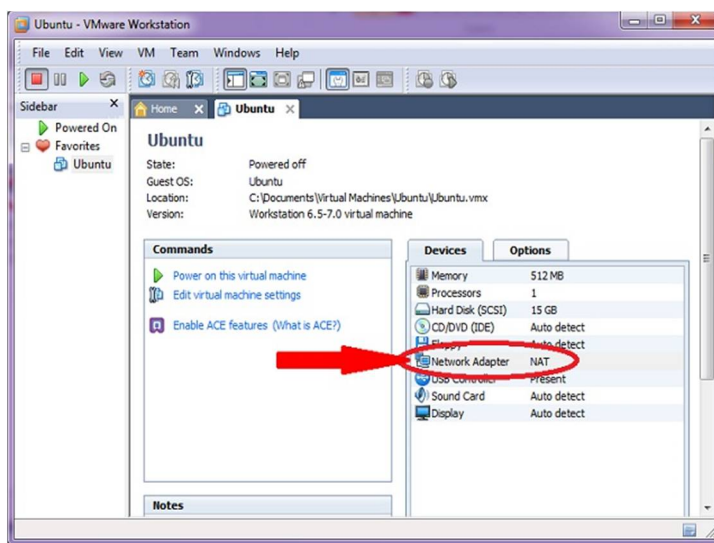 Ubuntu - VMware Workstation
File Edit View VM Team Windows Help
Sidebar X
Home X Ubuntu X
Powered On
Favorites
Ubuntu
Ubuntu
State: Powered off
Guest OS: Ubuntu
Location: C:\Documents\Virtual Machines\Ubuntu\Ubuntu.vmx
Version: Workstation 6.5-7.0 virtual machine
Commands
Power on this virtual machine
Edit virtual machine settings
Enable ACE features (What is ACE?)
Devices Options
Memory 512 MB
Processors 1
Hard Disk (SCSI) 15 GB
CD/DVD (IDE) Auto detect
Floppy Auto detect
Network Adapter NAT
USB Controller Present
Sound Card Auto detect
Display Auto detect
Notes